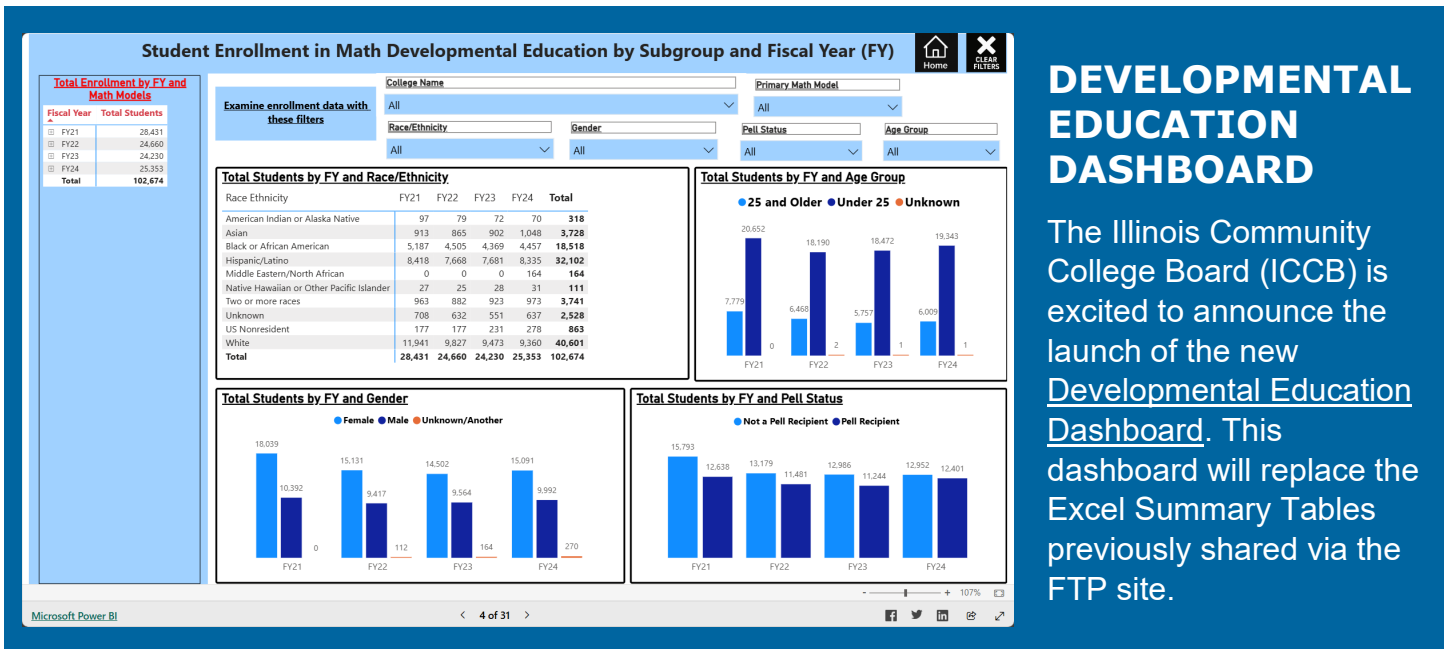 Student Enrollment in Math Developmental Education by Subgroup and Fiscal Year (FY)
Home
CLEAR
FILTERS
Total Enrollment by FY and
Math Models
Fiscal Year Total Students
FY21 28,431
FY22 24,660
FY23 24,230
FY24 25,353
Total 102,674
Examine enrollment data with
these filters
College Name
All
Primary Math Model
All
Race/Ethnicity
All
Gender
All
Pell Status
All
Age Group
All
Total Students by FY and Race/Ethnicity
Race Ethnicity FY21 FY22 FY23 FY24 Total
American Indian or Alaska Native 97 79 72 70 318
Asian 913 865 902 1,048 3,728
Black or African American 5,187 4,505 4,369 4,457 18,518
Hispanic/Latino 8,418 7,668 7,681 8,335 32,102
Middle Eastern/North African 0 0 0 164 164
Native Hawaiian or Other Pacific Islander 27 25 28 31 111
Two or more races 963 882 923 973 3,741
Unknown 708 632 551 637 2,528
US Nonresident 177 177 231 278 863
White 11,941 9,827 9,473 9,360 40,601
Total 28,431 24,660 24,230 25,353 102,674
Total Students by FY and Age Group
25 and Older Under 25 Unknown
20,652 18,190 18,472 19,343
7,779 6,468 5,757 6,009
0 2 1 1
FY21 FY22 FY23 FY24
Total Students by FY and Gender
Female Male Unknown/Another
18,039 15,131 14,502 15,091
10,392 9,417 9,564 9,992
0 112 164 270
FY21 FY22 FY23 FY24
Total Students by FY and Pell Status
Not a Pell Recipient Pell Recipient
15,793 13,179 12,986 12,952
12,638 11,481 11,244 12,401
FY21 FY22 FY23 FY24
- + 107%
Microsoft Power BI
< 4 of 31 >
DEVELOPMENTAL
EDUCATION
DASHBOARD
The Illinois Community
College Board (ICCB) is
excited to announce the
launch of the new
Developmental Education
Dashboard. This
dashboard will replace the
Excel Summary Tables
previously shared via the
FTP site.